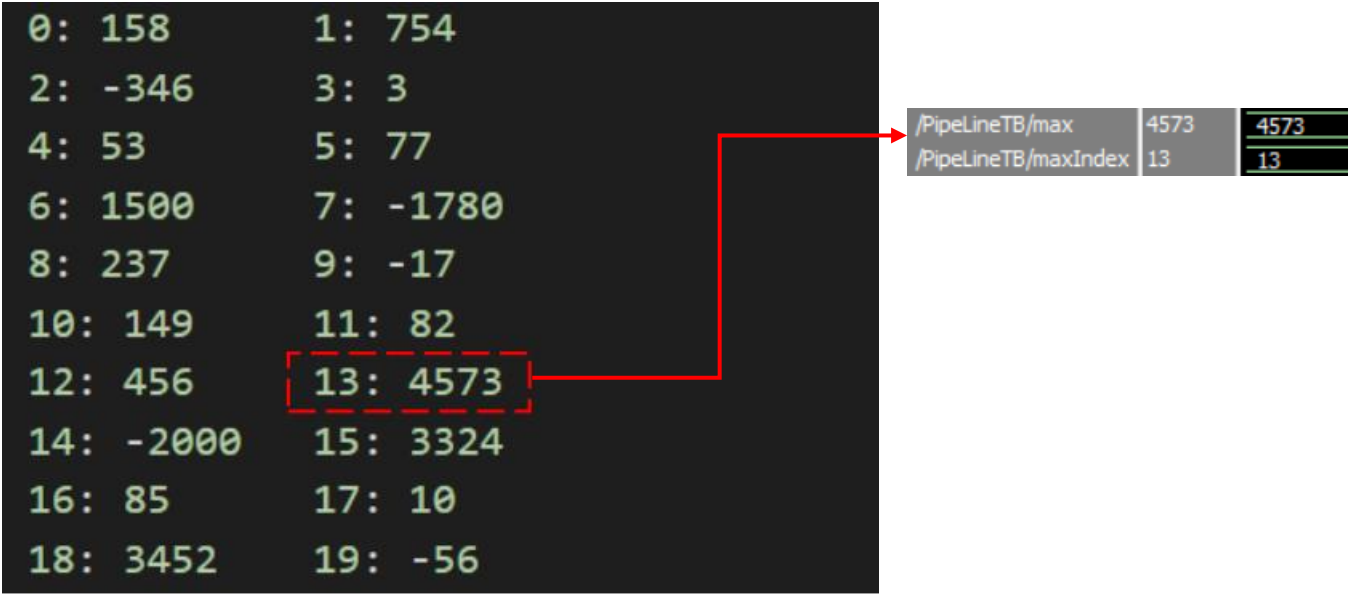 0: 158 1: 754
2: -346 3: 3
4: 53 5: 77
6: 1500 7: -1780
8: 237 9: -17
10: 149 11: 82
12: 456 13: 4573
14: -2000 15: 3324
16: 85 17: 10
18: 3452 19: -56
/PipeLineTB/max 4573 4573
/PipeLineTB/maxIndex 13 13